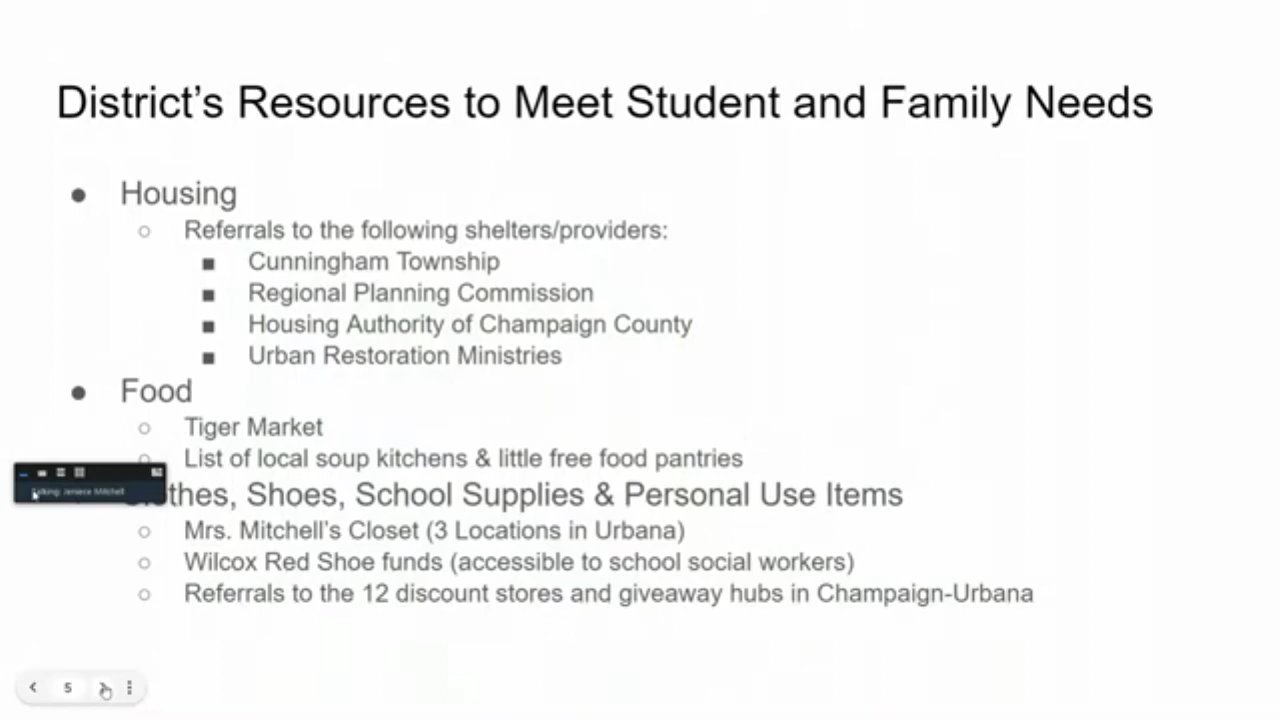 District's Resources to Meet Student and Family Needs
● Housing
○ Referrals to the following shelters/providers:
■ Cunningham Township
■ Regional Planning Commission
■ Housing Authority of Champaign County
■ Urban Restoration Ministries
● Food
○ Tiger Market
○ List of local soup kitchens & little free food pantries
Talking: Jeniece Mitchell
thes, Shoes, School Supplies & Personal Use Items
○ Mrs. Mitchell's Closet (3 Locations in Urbana)
○ Wilcox Red Shoe funds (accessible to school social workers)
○ Referrals to the 12 discount stores and giveaway hubs in Champaign-Urbana
5